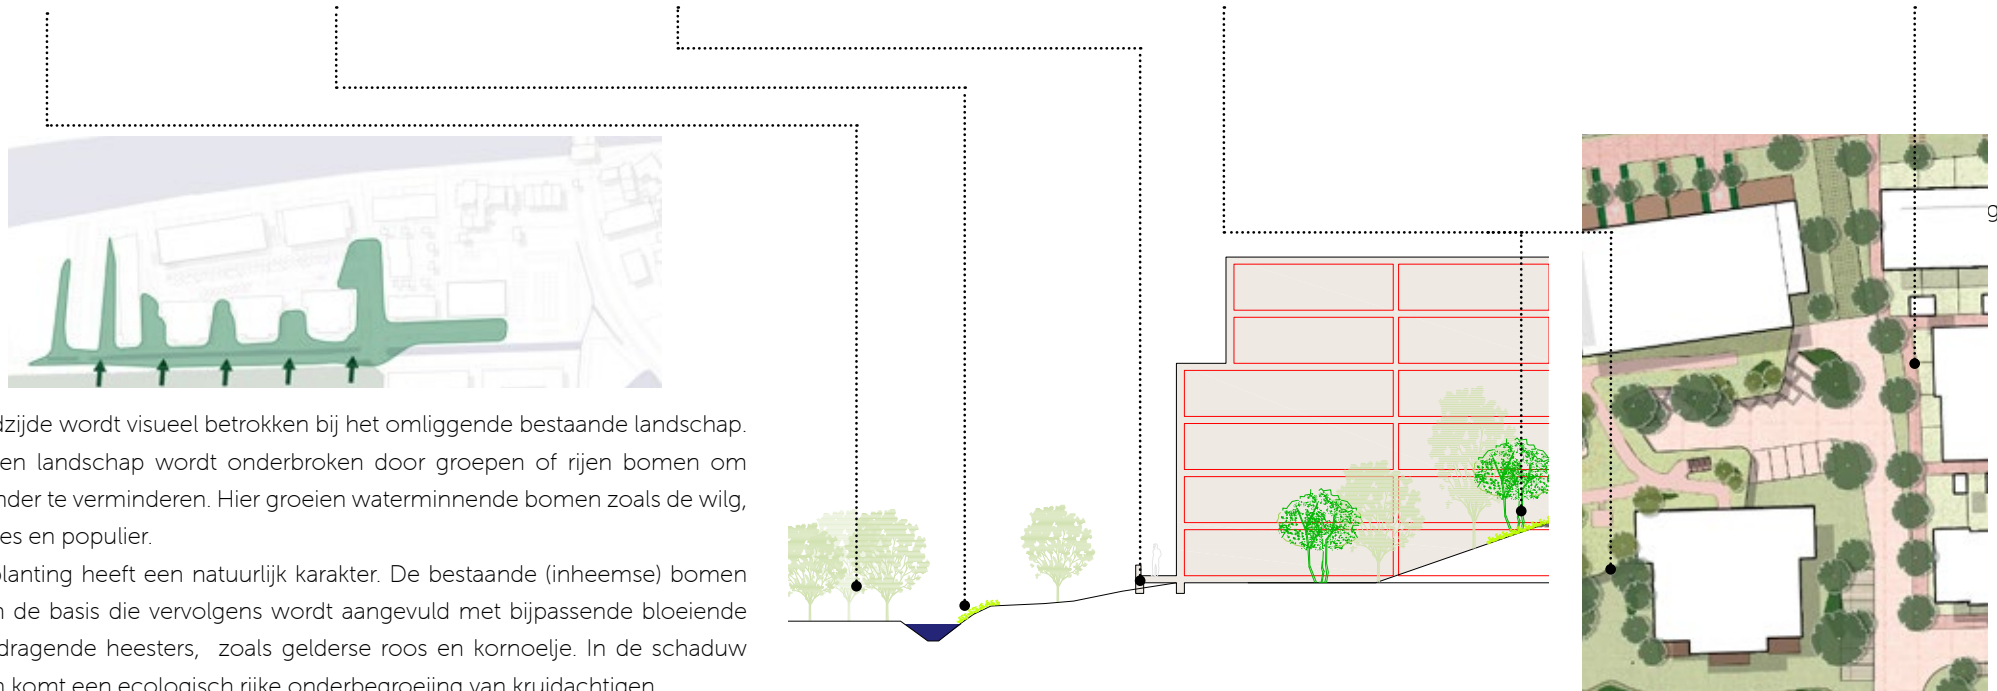 dzijde wordt visueel betrokken bij het omliggende bestaande landschap.
en landschap wordt onderbroken door groepen of rijen bomen om
nder te verminderen. Hier groeien waterminnende bomen zoals de wilg,
es en populier.
planting heeft een natuurlijk karakter. De bestaande (inheemse) bomen
n de basis die vervolgens wordt aangevuld met bijpassende bloeiende
dragende heesters, zoals gelderse roos en kornoelje. In de schaduw
n komt een ecologisch rijke onderbegroeiing van kruidachtigen
g